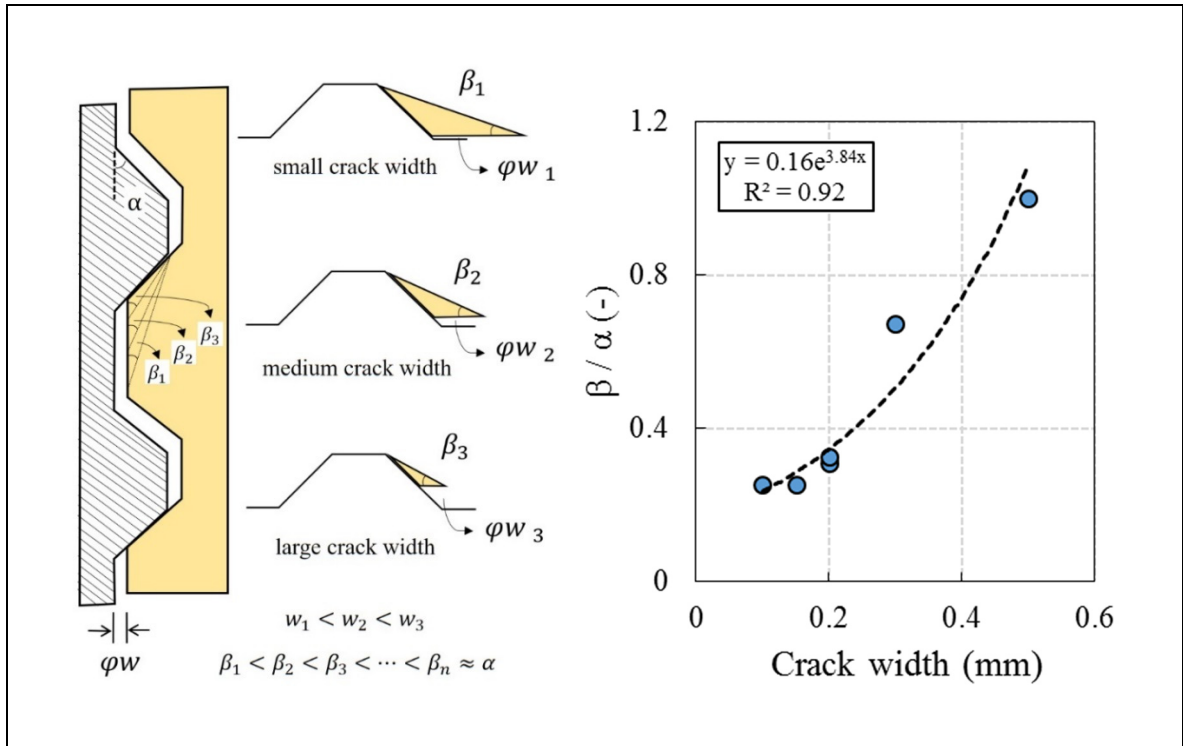 α
β₃
β₂
β₁
φw
β₁
φw ₁
small crack width
β₂
φw ₂
medium crack width
β₃
φw ₃
large crack width
w₁ < w₂ < w₃
β₁ < β₂ < β₃ < ⋯ < βₙ ≈ α
y = 0.16e^3.84x
R² = 0.92
β / α (-)
1.2
0.8
0.4
0
0 0.2 0.4 0.6
Crack width (mm)